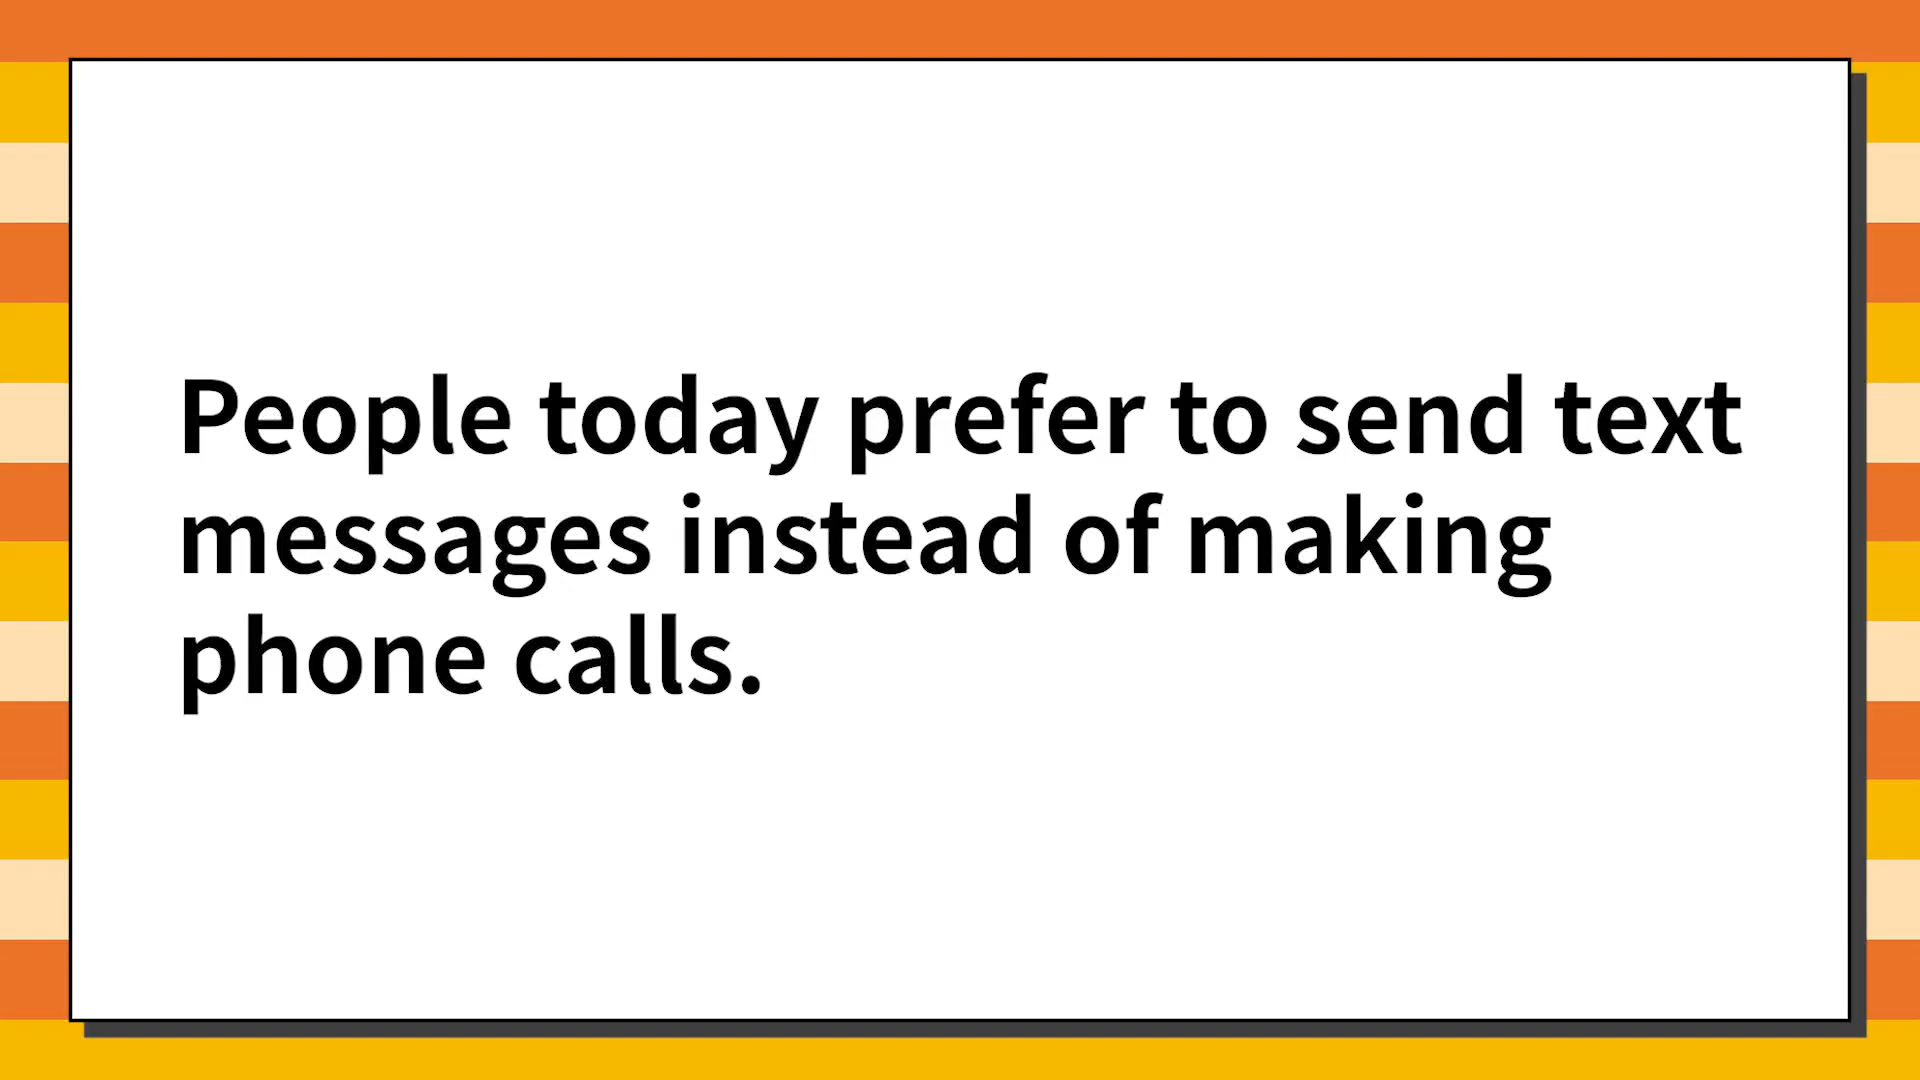 People today prefer to send text
messages instead of making
phone calls.